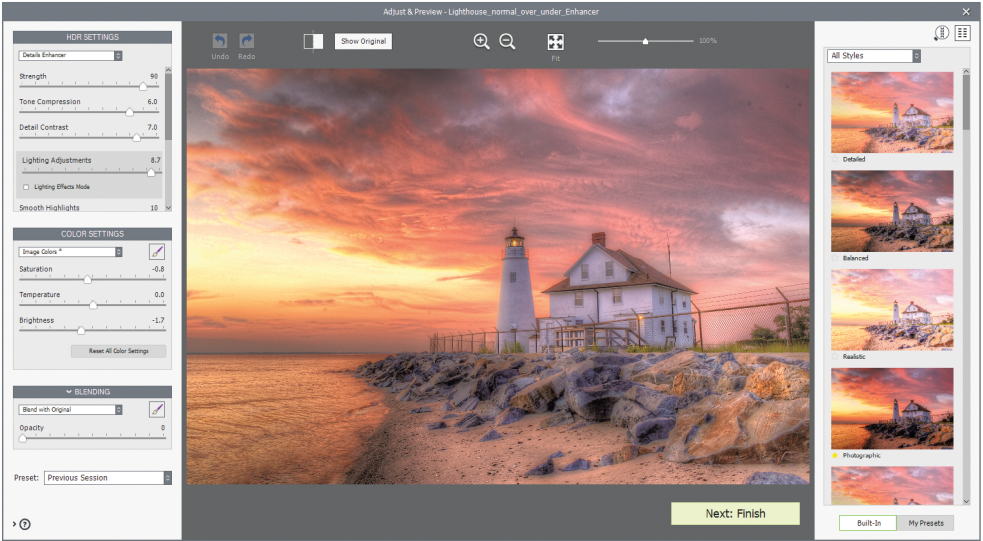 Adjust & Preview - Lighthouse_normal_over_under_Enhancer
HDR SETTINGS
Details Enhancer
Strength 90
Tone Compression 6.0
Detail Contrast 7.0
Lighting Adjustments 8.7
Lighting Effects Mode
Smooth Highlights 10
COLOR SETTINGS
Image Colors *
Saturation -0.8
Temperature 0.0
Brightness -1.7
Reset All Color Settings
BLENDING
Blend with Original
Opacity 0
Preset: Previous Session
Undo Redo
Show Original
Fit
100%
Next: Finish
All Styles
Detailed
Balanced
Realistic
Photographic
Built-In My Presets